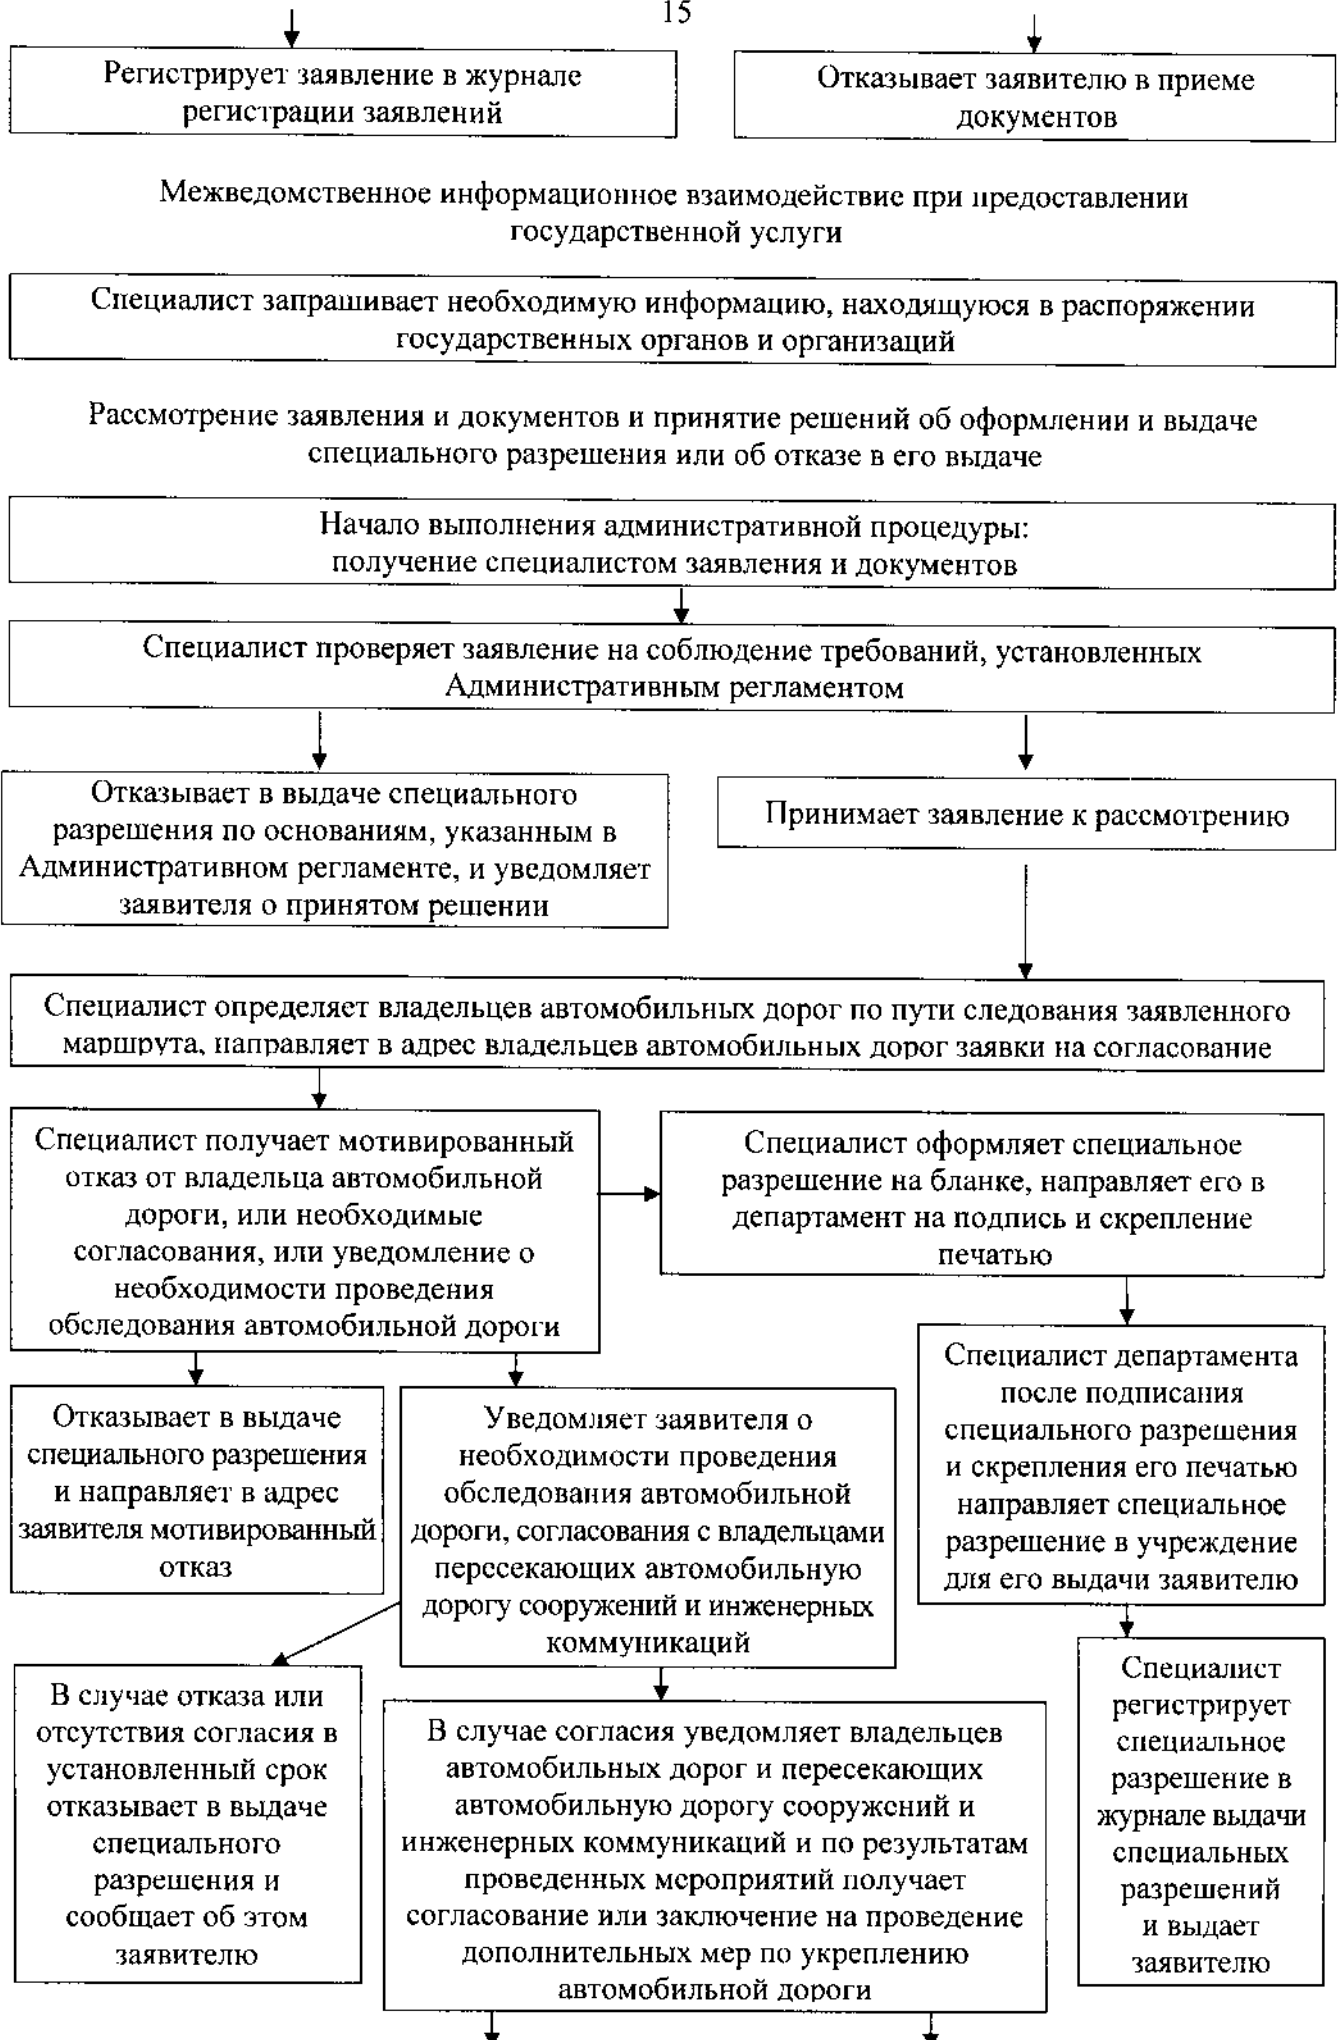 15
Регистрирует заявление в журнале
регистрации заявлений
Отказывает заявителю в приеме
документов
Межведомственное информационное взаимодействие при предоставлении
государственной услуги
Специалист запрашивает необходимую информацию, находящуюся в распоряжении
государственных органов и организаций
Рассмотрение заявления и документов и принятие решений об оформлении и выдаче
специального разрешения или об отказе в его выдаче
Начало выполнения административной процедуры:
получение специалистом заявления и документов
Специалист проверяет заявление на соблюдение требований, установленных
Административным регламентом
Отказывает в выдаче специального
разрешения по основаниям, указанным в
Административном регламенте, и уведомляет
заявителя о принятом решении
Принимает заявление к рассмотрению
Специалист определяет владельцев автомобильных дорог по пути следования заявленного
маршрута, направляет в адрес владельцев автомобильных дорог заявки на согласование
Специалист получает мотивированный
отказ от владельца автомобильной
дороги, или необходимые
согласования, или уведомление о
необходимости проведения
обследования автомобильной дороги
Специалист оформляет специальное
разрешение на бланке, направляет его в
департамент на подпись и скрепление
печатью
Специалист департамента
после подписания
специального разрешения
и скрепления его печатью
направляет специальное
разрешение в учреждение
для его выдачи заявителю
Отказывает в выдаче
специального разрешения
и направляет в адрес
заявителя мотивированный
отказ
Уведомляет заявителя о
необходимости проведения
обследования автомобильной
дороги, согласования с владельцами
пересекающих автомобильную
дорогу сооружений и инженерных
коммуникаций
Специалист
регистрирует
специальное
разрешение в
журнале выдачи
специальных
разрешений
и выдает
заявителю
В случае отказа или
отсутствия согласия в
установленный срок
отказывает в выдаче
специального
разрешения и
сообщает об этом
заявителю
В случае согласия уведомляет владельцев
автомобильных дорог и пересекающих
автомобильную дорогу сооружений и
инженерных коммуникаций и по результатам
проведенных мероприятий получает
согласование или заключение на проведение
дополнительных мер по укреплению
автомобильной дороги